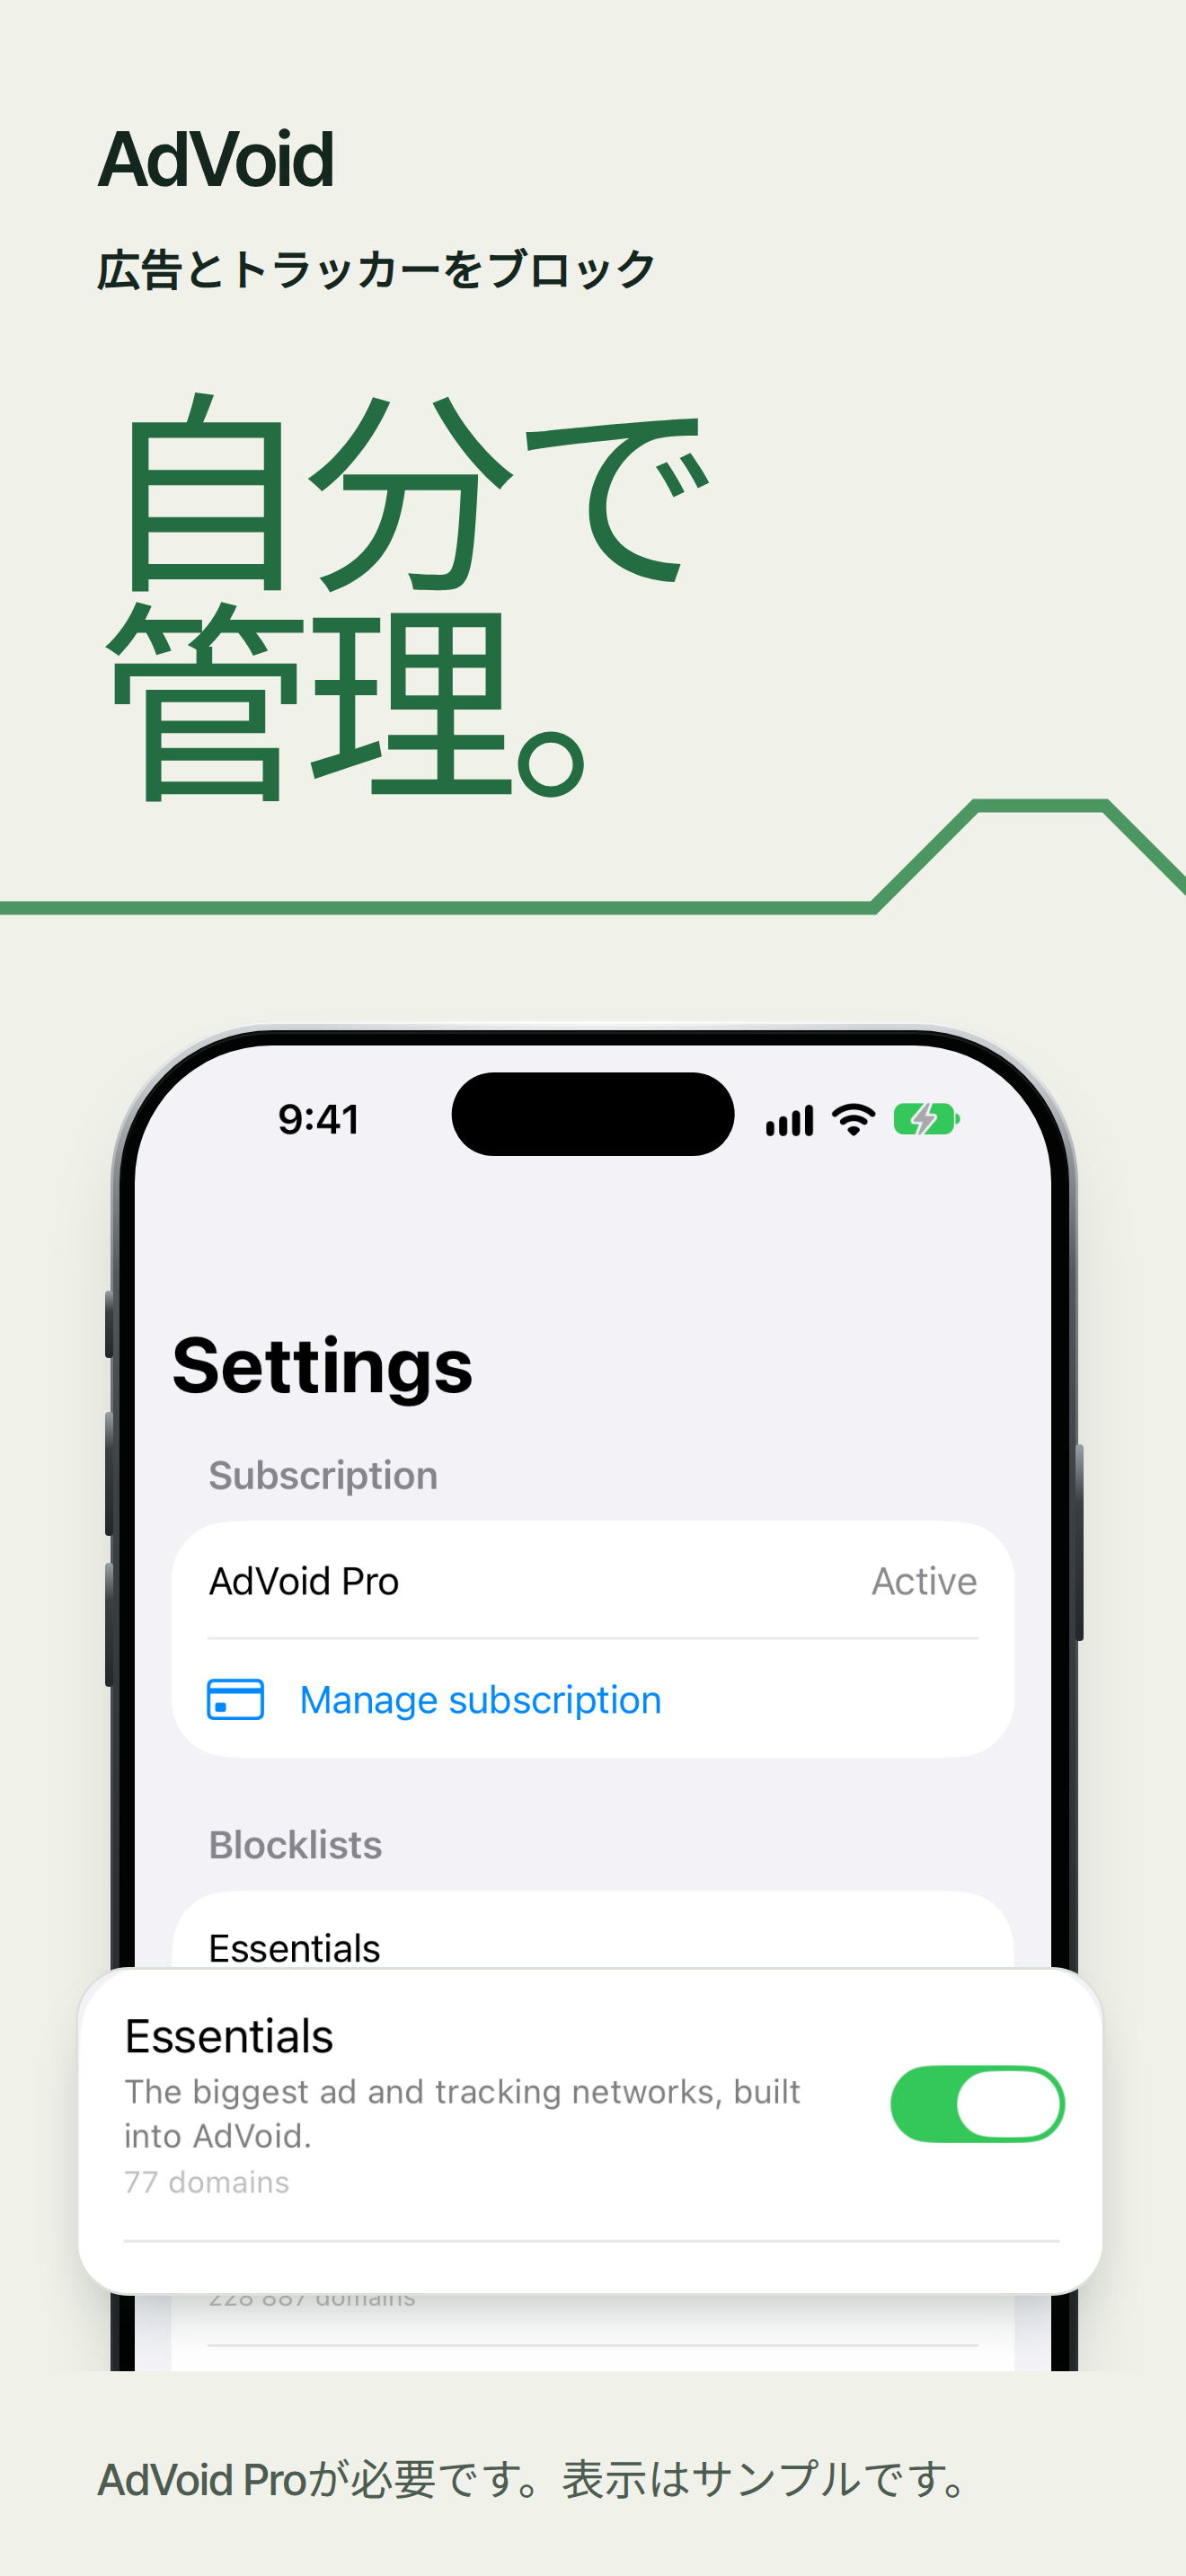 AdVoid
広告とトラッカーをブロック
自分で
管理。
9:41
Settings
Subscription
AdVoid Pro Active
Manage subscription
Blocklists
Essentials
Essentials
The biggest ad and tracking networks, built
into AdVoid.
77 domains
228 887 domains
AdVoid Proが必要です。表示はサンプルです。